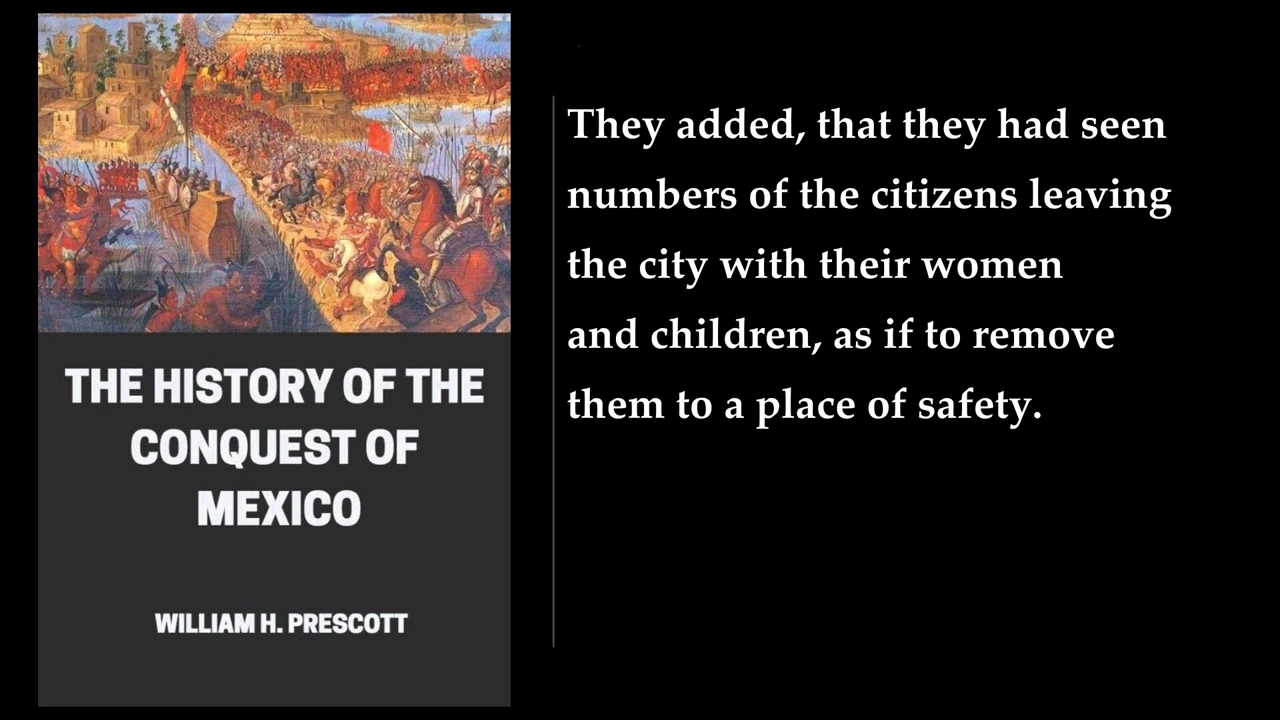 THE HISTORY OF THE
CONQUEST OF
MEXICO
WILLIAM H. PRESCOTT
They added, that they had seen
numbers of the citizens leaving
the city with their women
and children, as if to remove
them to a place of safety.